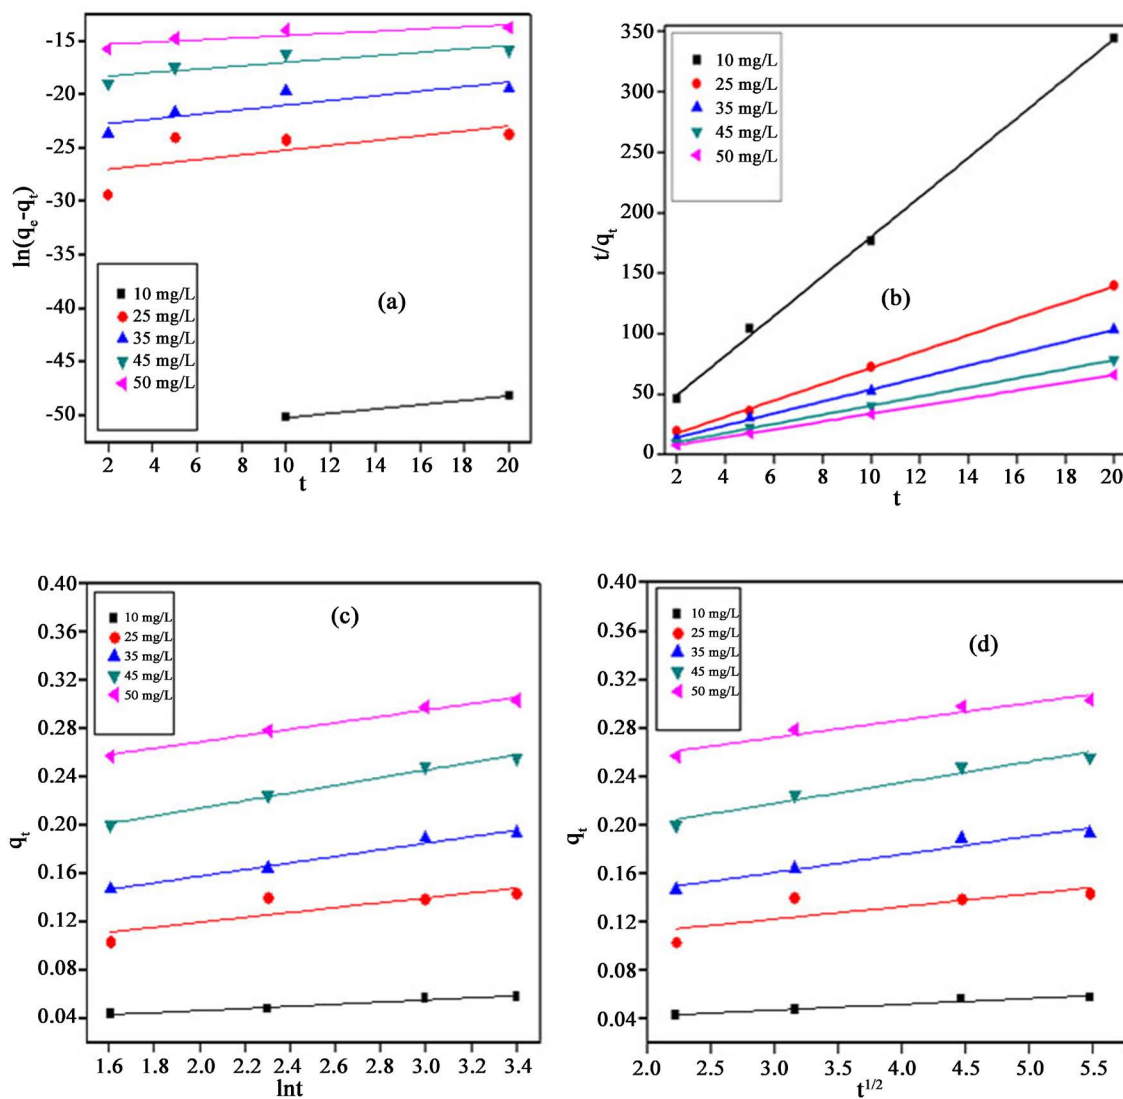 -15
-20
-25
-30
-35
-40
-45
-50
ln(qₑ-qₜ)
10 mg/L
25 mg/L
35 mg/L
45 mg/L
50 mg/L
(a)
2 4 6 8 10 12 14 16 18 20
t
350
300
250
200
150
100
50
0
t/qₜ
10 mg/L
25 mg/L
35 mg/L
45 mg/L
50 mg/L
(b)
2 4 6 8 10 12 14 16 18 20
t
0.40
0.36
0.32
0.28
0.24
0.20
0.16
0.12
0.08
0.04
qₜ
10 mg/L
25 mg/L
35 mg/L
45 mg/L
50 mg/L
(c)
1.6 1.8 2.0 2.2 2.4 2.6 2.8 3.0 3.2 3.4
lnt
0.40
0.36
0.32
0.28
0.24
0.20
0.16
0.12
0.08
0.04
qₜ
10 mg/L
25 mg/L
35 mg/L
45 mg/L
50 mg/L
(d)
2.0 2.5 3.0 3.5 4.0 4.5 5.0 5.5
t¹/²